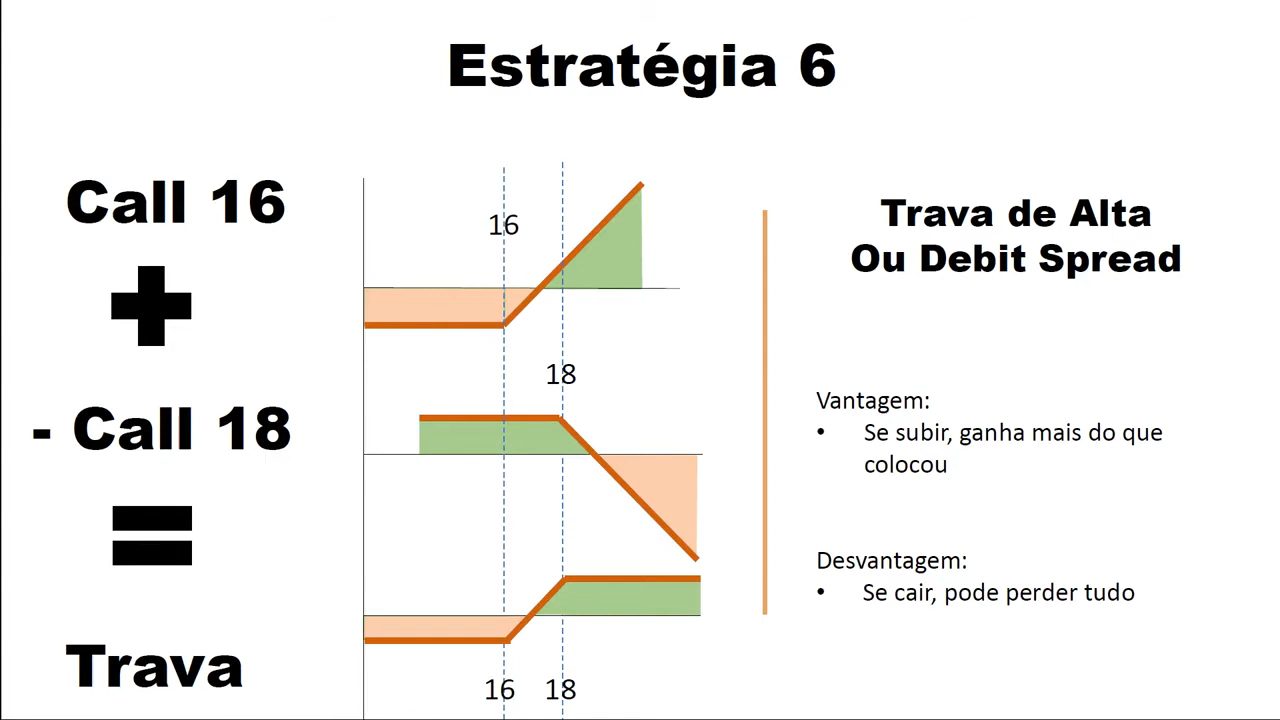 Estratégia 6
Call 16
- Call 18
Trava
16
18
16 18
Trava de Alta
Ou Debit Spread
Vantagem:
• Se subir, ganha mais do que
colocou
Desvantagem:
• Se cair, pode perder tudo